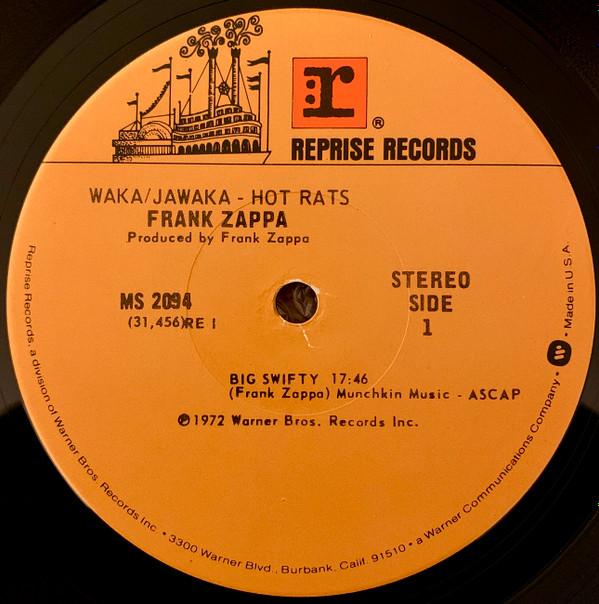 r
®
REPRISE RECORDS
WAKA/JAWAKA - HOT RATS
FRANK ZAPPA
Produced by Frank Zappa
MS 2094
(31,456)RE 1
STEREO
SIDE
1
BIG SWIFTY 17:46
(Frank Zappa) Munchkin Music - ASCAP
℗1972 Warner Bros. Records Inc.
Reprise Records, a division of Warner Bros. Records Inc. • 3300 Warner Blvd., Burbank, Calif. 91510 • a Warner Communications Company • W • Made in U.S.A.